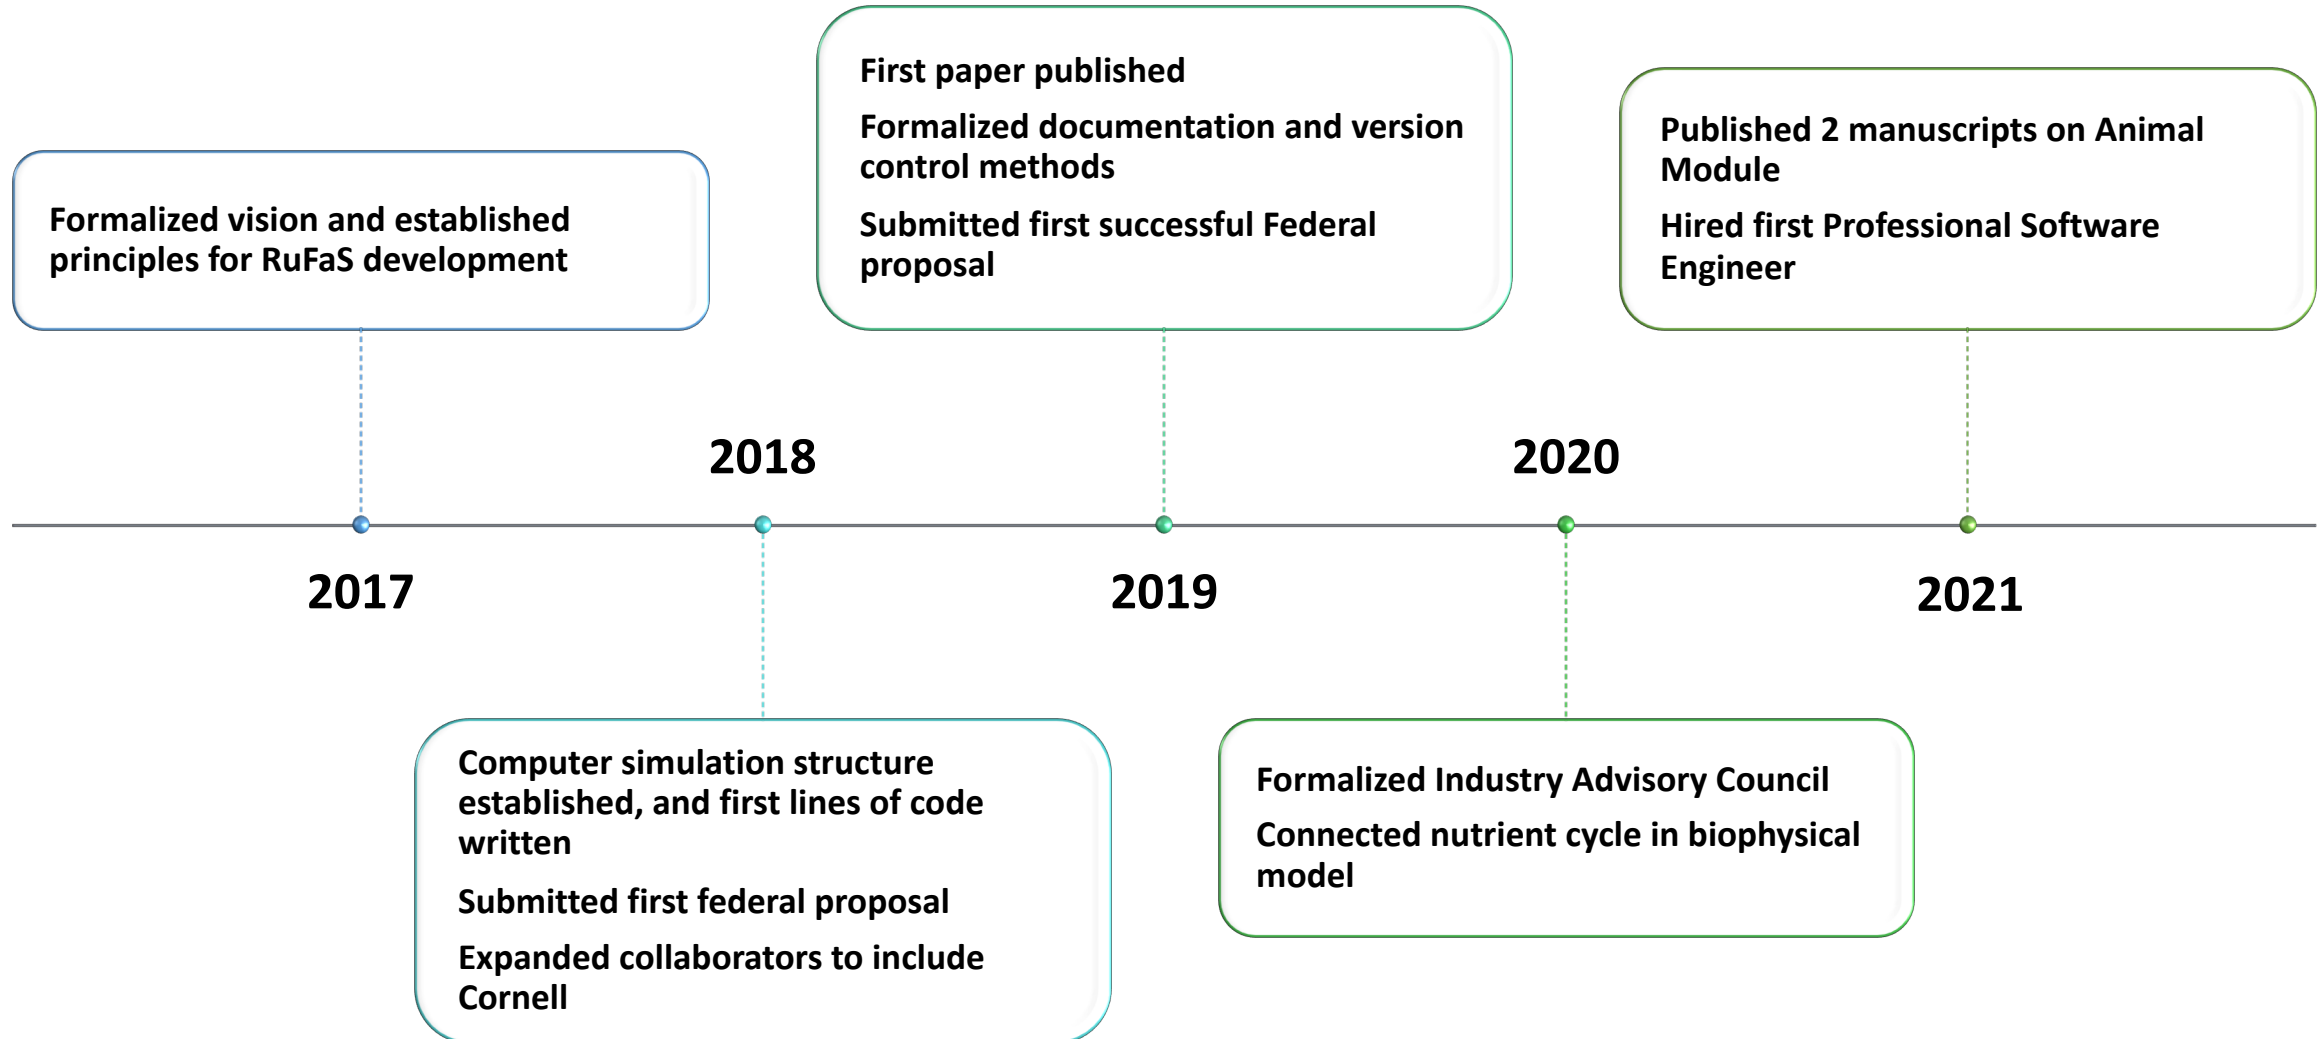 First paper published
Formalized documentation and version
control methods
Submitted first successful Federal
proposal
Published 2 manuscripts on Animal
Module
Hired first Professional Software
Engineer
Formalized vision and established
principles for RuFaS development
2018
2020
2017
2019
2021
Computer simulation structure
established, and first lines of code
written
Submitted first federal proposal
Expanded collaborators to include
Cornell
Formalized Industry Advisory Council
Connected nutrient cycle in biophysical
model